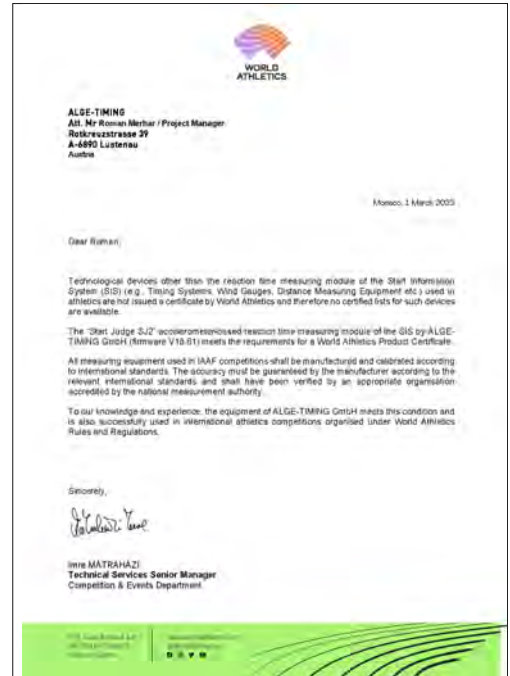 WORLD
ATHLETICS
ALGE-TIMING
Att. Mr Roman Merhar / Project Manager
Rotkreuzstrasse 39
A-6890 Lustenau
Austria
Monaco, 1 March 2023
Dear Roman,
Technological devices other than the reaction time measuring module of the Start Information
System (SIS) (e.g., Timing Systems, Wind Gauges, Distance Measuring Equipment etc.) used in
athletics are not issued a certificate by World Athletics and therefore no certified lists for such devices
are available.
The "Start Judge SJ2" accelerometer-based reaction time measuring module of the SIS by ALGE-
TIMING GmbH (firmware meets the requirements for a World Athletics Product Certificate.
All measuring equipment used in IAAF competitions shall be manufactured and calibrated according
to international standards. The accuracy must be guaranteed by the manufacturer according to the
relevant international standards and shall have been verified by an appropriate organisation
accredited by the national measurement authority.
To our knowledge and experience, the equipment of ALGE-TIMING GmbH meets this condition and
is also successfully used in international athletics competitions organised under World Athletics
Rules and Regulations.
Sincerely,
Imre MATRAHAZI
Technical Services Senior Manager
Competition & Events Department